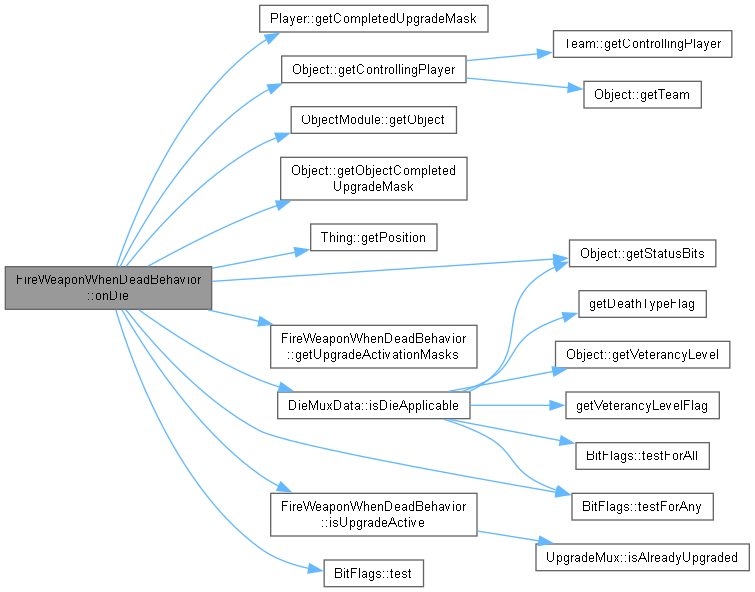 Player::getCompletedUpgradeMask
Team::getControllingPlayer
Object::getControllingPlayer
Object::getTeam
ObjectModule::getObject
Object::getObjectCompleted
UpgradeMask
Thing::getPosition
Object::getStatusBits
FireWeaponWhenDeadBehavior
::onDie
getDeathTypeFlag
FireWeaponWhenDeadBehavior
::getUpgradeActivationMasks
Object::getVeterancyLevel
DieMuxData::isDieApplicable
getVeterancyLevelFlag
BitFlags::testForAll
FireWeaponWhenDeadBehavior
::isUpgradeActive
BitFlags::testForAny
UpgradeMux::isAlreadyUpgraded
BitFlags::test